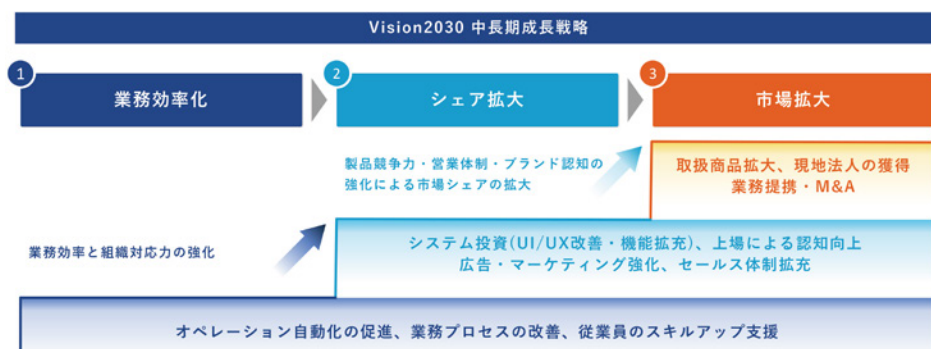 Vision2030 中長期成長戦略
1
業務効率化
2
シェア拡大
3
市場拡大
製品競争力・営業体制・ブランド認知の
強化による市場シェアの拡大
取扱商品拡大、現地法人の獲得
業務提携・M&A
業務効率と組織対応力の強化
システム投資(UI/UX改善・機能拡充)、上場による認知向上
広告・マーケティング強化、セールス体制拡充
オペレーション自動化の促進、業務プロセスの改善、従業員のスキルアップ支援